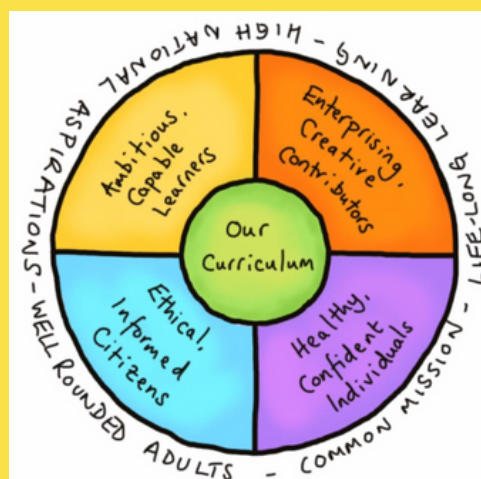 Ambitious,
Capable
Learners
Enterprising,
Creative
Contributors
Our
Curriculum
Ethical,
Informed
Citizens
Healthy,
Confident
Individuals
HIGH NATIONAL ASPIRATIONS - WELL ROUNDED ADULTS - COMMON MISSION - LIFE-LONG LEARNING -